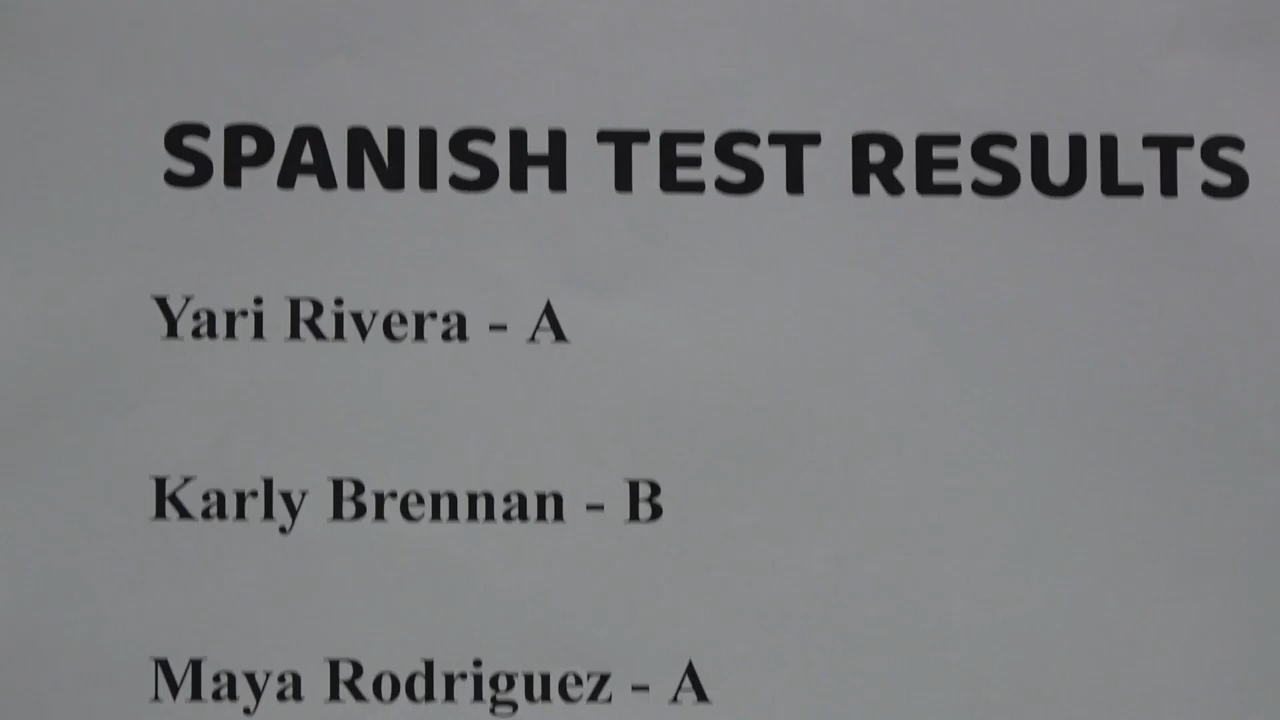 SPANISH TEST RESULTS
Yari Rivera - A
Karly Brennan - B
Maya Rodriguez - A